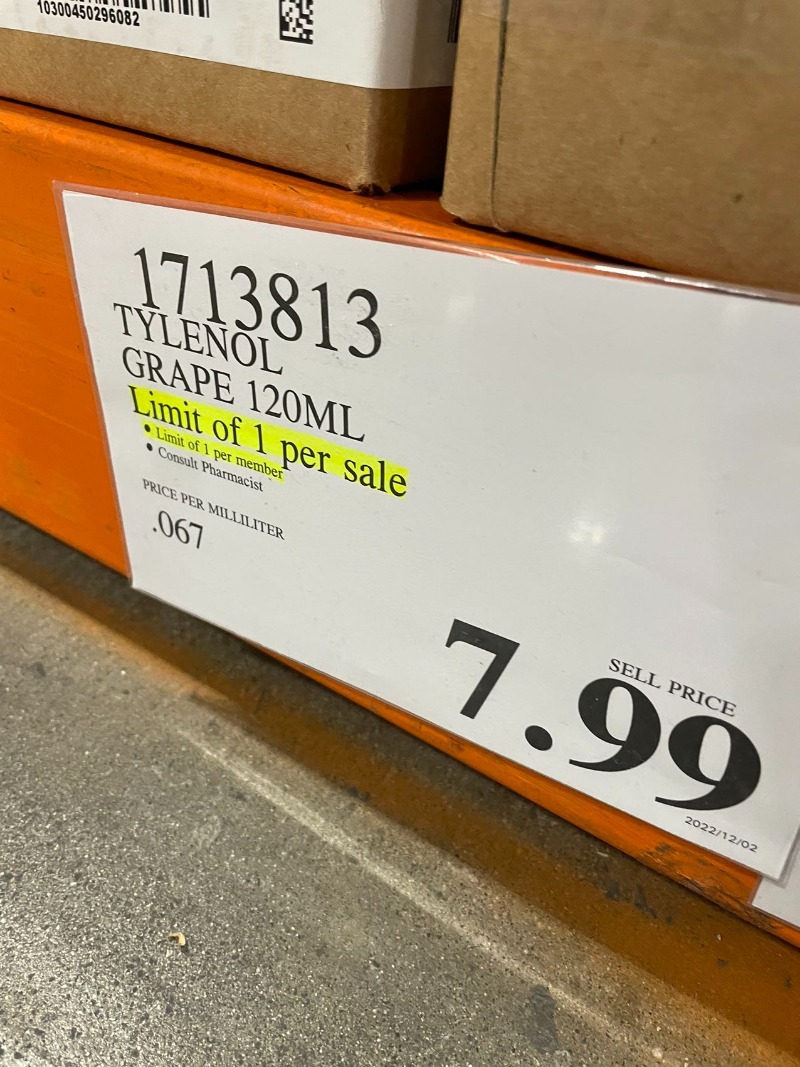 10300450296082
1713813
TYLENOL
GRAPE 120ML
Limit of 1 per sale
• Limit of 1 per member
• Consult Pharmacist
PRICE PER MILLILITER
.067
SELL PRICE
7.99
2022/12/02